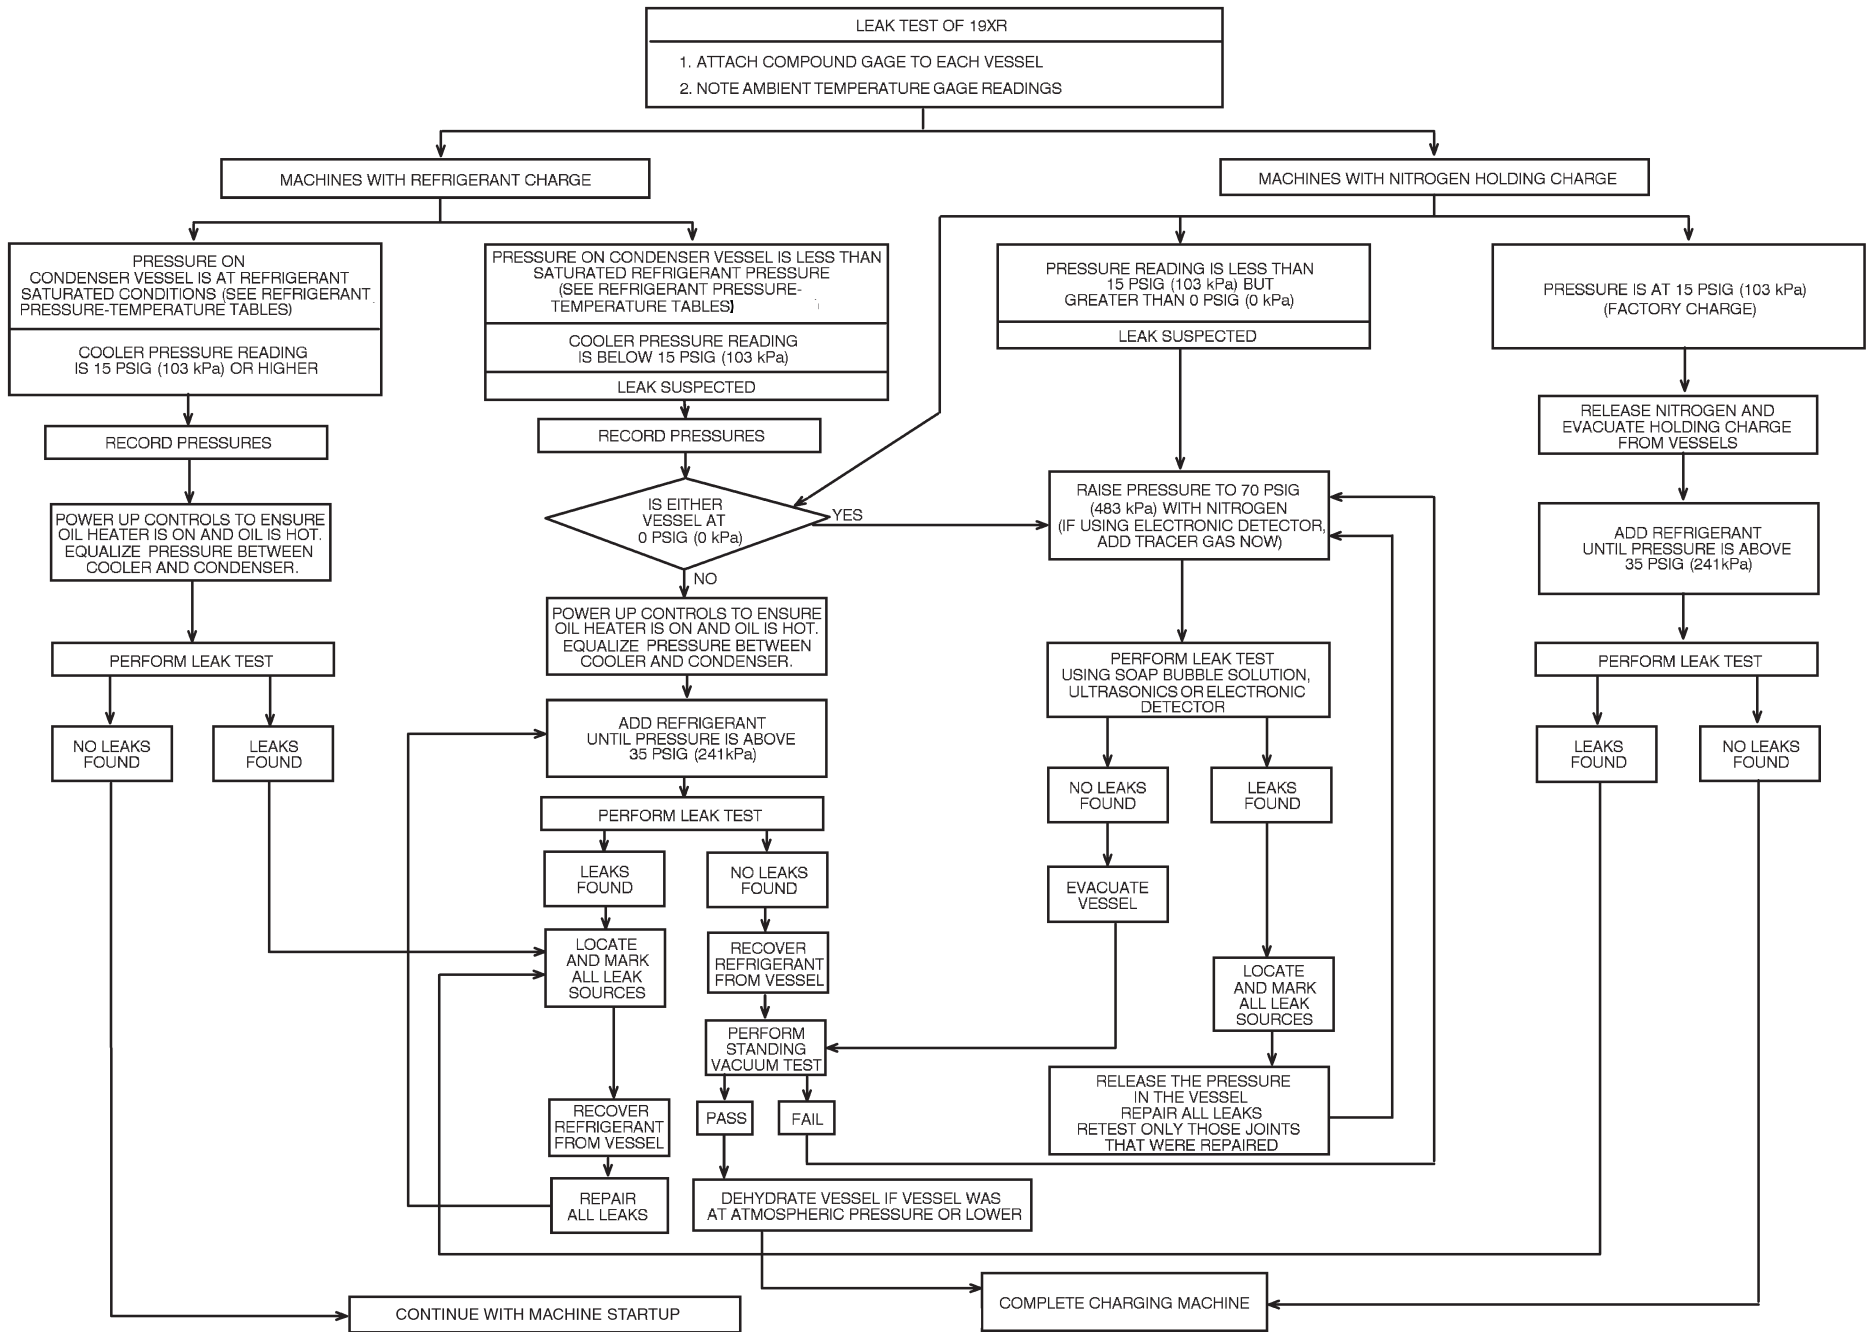 LEAK TEST OF 19XR
1. ATTACH COMPOUND GAGE TO EACH VESSEL
2. NOTE AMBIENT TEMPERATURE GAGE READINGS
MACHINES WITH REFRIGERANT CHARGE
MACHINES WITH NITROGEN HOLDING CHARGE
PRESSURE ON
CONDENSER VESSEL IS AT REFRIGERANT
SATURATED CONDITIONS (SEE REFRIGERANT
PRESSURE-TEMPERATURE TABLES)
COOLER PRESSURE READING
IS 15 PSIG (103 kPa) OR HIGHER
RECORD PRESSURES
POWER UP CONTROLS TO ENSURE
OIL HEATER IS ON AND OIL IS HOT.
EQUALIZE PRESSURE BETWEEN
COOLER AND CONDENSER.
PERFORM LEAK TEST
NO LEAKS
FOUND
LEAKS
FOUND
PRESSURE ON CONDENSER VESSEL IS LESS THAN
SATURATED REFRIGERANT PRESSURE
(SEE REFRIGERANT PRESSURE-
TEMPERATURE TABLES)
COOLER PRESSURE READING
IS BELOW 15 PSIG (103 kPa)
LEAK SUSPECTED
RECORD PRESSURES
IS EITHER
VESSEL AT
0 PSIG (0 kPa)
YES
NO
POWER UP CONTROLS TO ENSURE
OIL HEATER IS ON AND OIL IS HOT.
EQUALIZE PRESSURE BETWEEN
COOLER AND CONDENSER.
ADD REFRIGERANT
UNTIL PRESSURE IS ABOVE
35 PSIG (241kPa)
PERFORM LEAK TEST
LEAKS
FOUND
NO LEAKS
FOUND
LOCATE
AND MARK
ALL LEAK
SOURCES
RECOVER
REFRIGERANT
FROM VESSEL
PERFORM
STANDING
VACUUM TEST
PASS
FAIL
RECOVER
REFRIGERANT
FROM VESSEL
REPAIR
ALL LEAKS
DEHYDRATE VESSEL IF VESSEL WAS
AT ATMOSPHERIC PRESSURE OR LOWER
PRESSURE READING IS LESS THAN
15 PSIG (103 kPa) BUT
GREATER THAN 0 PSIG (0 kPa)
LEAK SUSPECTED
RAISE PRESSURE TO 70 PSIG
(483 kPa) WITH NITROGEN
(IF USING ELECTRONIC DETECTOR,
ADD TRACER GAS NOW)
PERFORM LEAK TEST
USING SOAP BUBBLE SOLUTION,
ULTRASONICS OR ELECTRONIC
DETECTOR
NO LEAKS
FOUND
LEAKS
FOUND
EVACUATE
VESSEL
LOCATE
AND MARK
ALL LEAK
SOURCES
RELEASE THE PRESSURE
IN THE VESSEL
REPAIR ALL LEAKS
RETEST ONLY THOSE JOINTS
THAT WERE REPAIRED
PRESSURE IS AT 15 PSIG (103 kPa)
(FACTORY CHARGE)
RELEASE NITROGEN AND
EVACUATE HOLDING CHARGE
FROM VESSELS
ADD REFRIGERANT
UNTIL PRESSURE IS ABOVE
35 PSIG (241kPa)
PERFORM LEAK TEST
LEAKS
FOUND
NO LEAKS
FOUND
CONTINUE WITH MACHINE STARTUP
COMPLETE CHARGING MACHINE